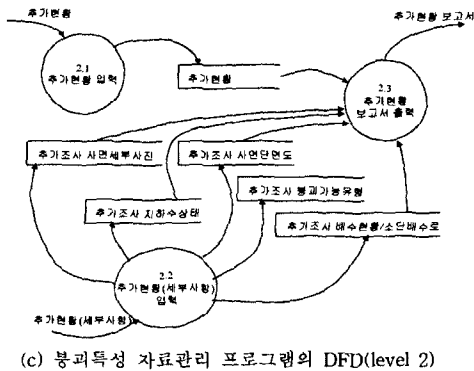 추가현황
추가현황 보고서
2.1
추가현황 입력
추가현황
2.3
추가현황
보고서 출력
추가조사 사면세부사진
추가조사 사면단면도
추가조사 붕괴가능유형
추가조사 지하수상태
추가조사 배수현황/소단배수로
2.2
추가현황(세부사항)
입력
추가현황(세부사항)
(c) 붕괴특성 자료관리 프로그램의 DFD(level 2)